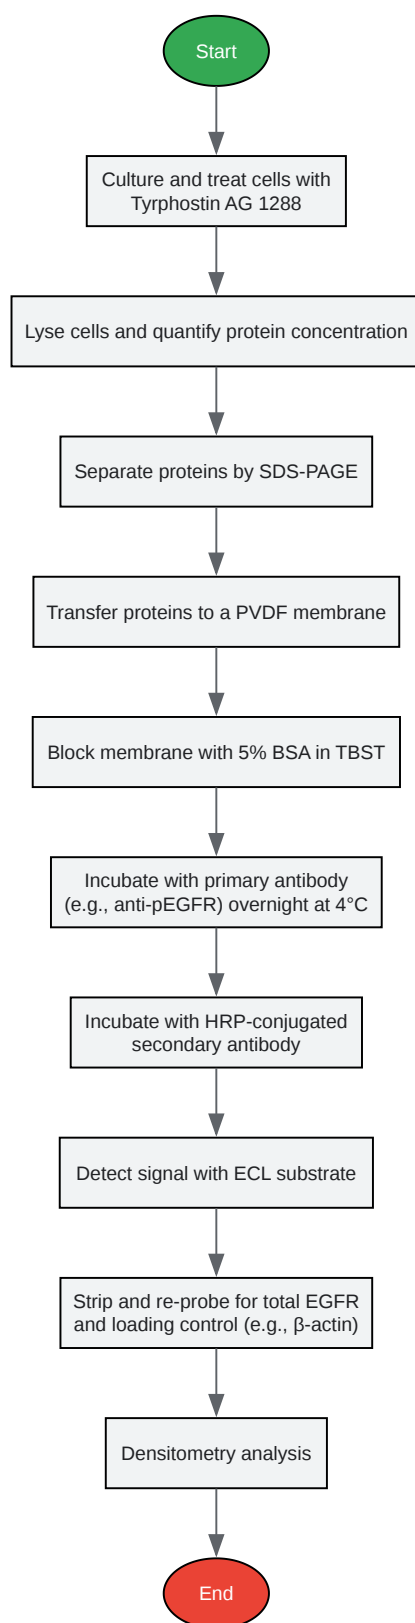 Start
Culture and treat cells with
Tyrphostin AG 1288
Lyse cells and quantify protein concentration
Separate proteins by SDS-PAGE
Transfer proteins to a PVDF membrane
Block membrane with 5% BSA in TBST
Incubate with primary antibody
(e.g., anti-pEGFR) overnight at 4°C
Incubate with HRP-conjugated
secondary antibody
Detect signal with ECL substrate
Strip and re-probe for total EGFR
and loading control (e.g., β-actin)
Densitometry analysis
End